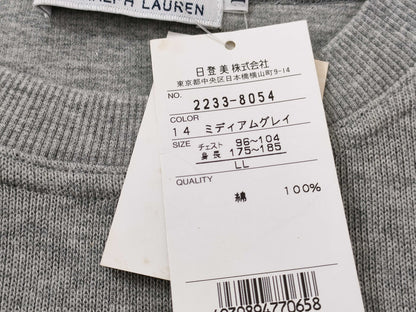 RALPH LAUREN
日登美株式会社
東京都中央区日本橋横山町9-14
NO. 2233-8054
COLOR
14 ミディアムグレイ
SIZE チェスト 96~104
身長 175~185
LL
QUALITY
綿 100%
4970894770658